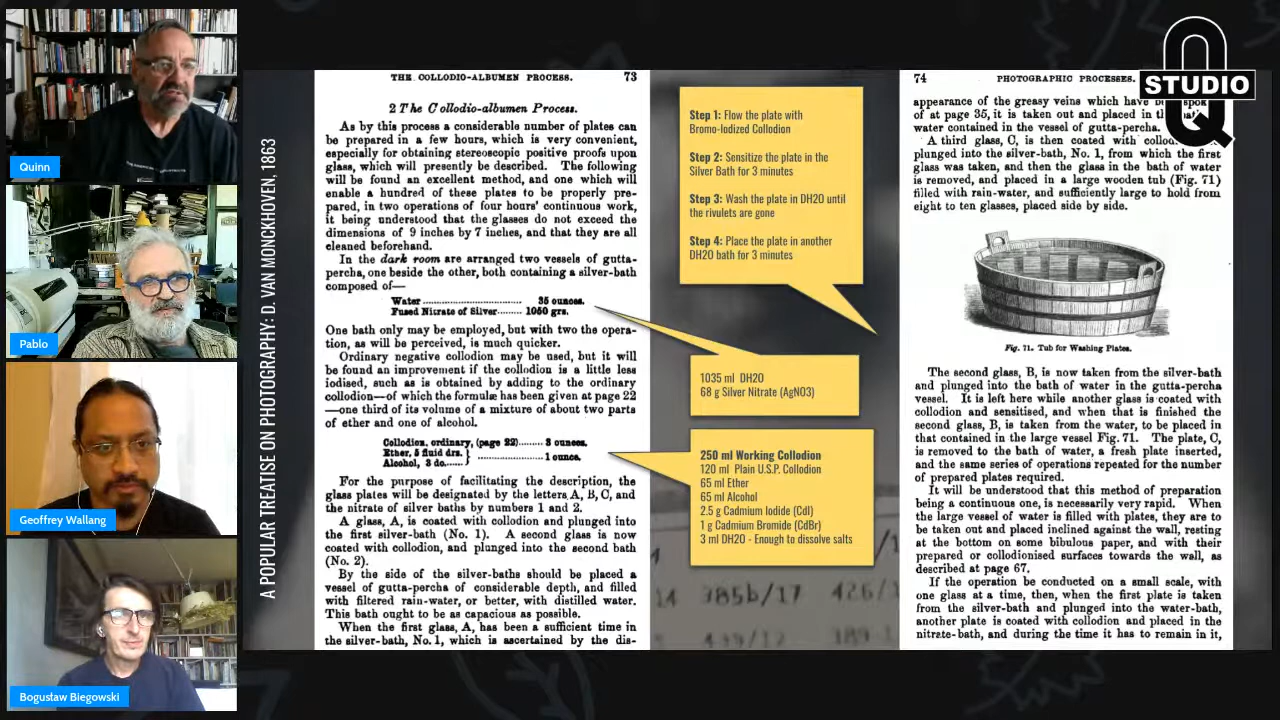 Quinn
Pablo
Geoffrey Wallang
Bogustaw Biegowski
A POPULAR TREATISE ON PHOTOGRAPHY: D. VAN MONCKHOVEN, 1863
THE COLLODIO-ALBUMEN PROCESS. 73
2 The Collodio-albumen Process.
As by this process a considerable number of plates can
be prepared in a few hours, which is very convenient,
especially for obtaining stereoscopic positive proofs upon
glass, which will presently be described. The following
will be found an excellent method, and one which will
enable a hundred of these plates to be properly pre-
pared, in two operations of four hours' continuous work,
it being understood that the glasses do not exceed the
dimensions of 9 inches by 7 inches, and that they are all
cleaned beforehand.
In the dark room are arranged two vessels of gutta-
percha, one beside the other, both containing a silver-bath
composed of—
Water .......... 35 ounces.
Fused Nitrate of Silver......... 1050 grs.
One bath only may be employed, but with two the opera-
tion, as will be perceived, is much quicker.
Ordinary negative collodion may be used, but it will
be found an improvement if the collodion is a little less
iodised, such as is obtained by adding to the ordinary
collodion—of which the formulæ has been given at page 22
—one third of its volume of a mixture of about two parts
of ether and one of alcohol.
Collodion, ordinary, (page 22)......... 3 ounces.
Ether, 5 fluid drs. }
Alcohol, 3 do...... } .......... 1 ounce.
For the purpose of facilitating the description, the
glass plates will be designated by the letters A, B, C, and
the nitrate of silver baths by numbers 1 and 2.
A glass, A, is coated with collodion and plunged into
the first silver-bath (No. 1). A second glass is now
coated with collodion, and plunged into the second bath
(No. 2).
By the side of the silver-baths should be placed a
vessel of gutta-percha of considerable depth, and filled
with filtered rain-water, or better, with distilled water.
This bath ought to be as capacious as possible.
When the first glass, A, has been a sufficient time in
the silver-bath, No. 1, which is ascertained by the dis-
Step 1: Flow the plate with
Bromo-Iodized Collodion
Step 2: Sensitize the plate in the
Silver Bath for 3 minutes
Step 3: Wash the plate in DH2O until
the rivulets are gone
Step 4: Place the plate in another
DH2O bath for 3 minutes
1035 ml DH2O
68 g Silver Nitrate (AgNO3)
250 ml Working Collodion
120 ml Plain U.S.P. Collodion
65 ml Ether
65 ml Alcohol
2.5 g Cadmium Iodide (CdI)
1 g Cadmium Bromide (CdBr)
3 ml DH2O - Enough to dissolve salts
14 385b/17 426/1
439/17 389
74 PHOTOGRAPHIC PROCESSES.
STUDIO
Q
appearance of the greasy veins which have
of at page 35, it is taken out and placed in the
water contained in the vessel of gutta-percha.
A third glass, C, is then coated with
plunged into the silver-bath, No. 1, from which the first
glass was taken, and then the glass in the bath of water
is removed, and placed in a large wooden tub (Fig. 71)
filled with rain-water, and sufficiently large to hold from
eight to ten glasses, placed side by side.
Fig. 71. Tub for Washing Plates.
The second glass, B, is now taken from the silver-bath
and plunged into the bath of water in the gutta-percha
vessel. It is left here while another glass is coated with
collodion and sensitised, and when that is finished the
second glass, B, is taken from the water, to be placed in
that contained in the large vessel Fig. 71. The plate, C,
is removed to the bath of water, a fresh plate inserted,
and the same series of operations repeated for the number
of prepared plates required.
It will be understood that this method of preparation
being a continuous one, is necessarily very rapid. When
the large vessel of water is filled with plates, they are to
be taken out and placed inclined against the wall, resting
at the bottom on some bibulous paper, and with their
prepared or collodionised surfaces towards the wall, as
described at page 67.
If the operation be conducted on a small scale, with
one glass at a time, then, when the first plate is taken
from the silver-bath and plunged into the water-bath,
another plate is coated with collodion and placed in the
nitrate-bath, and during the time it has to remain in it,